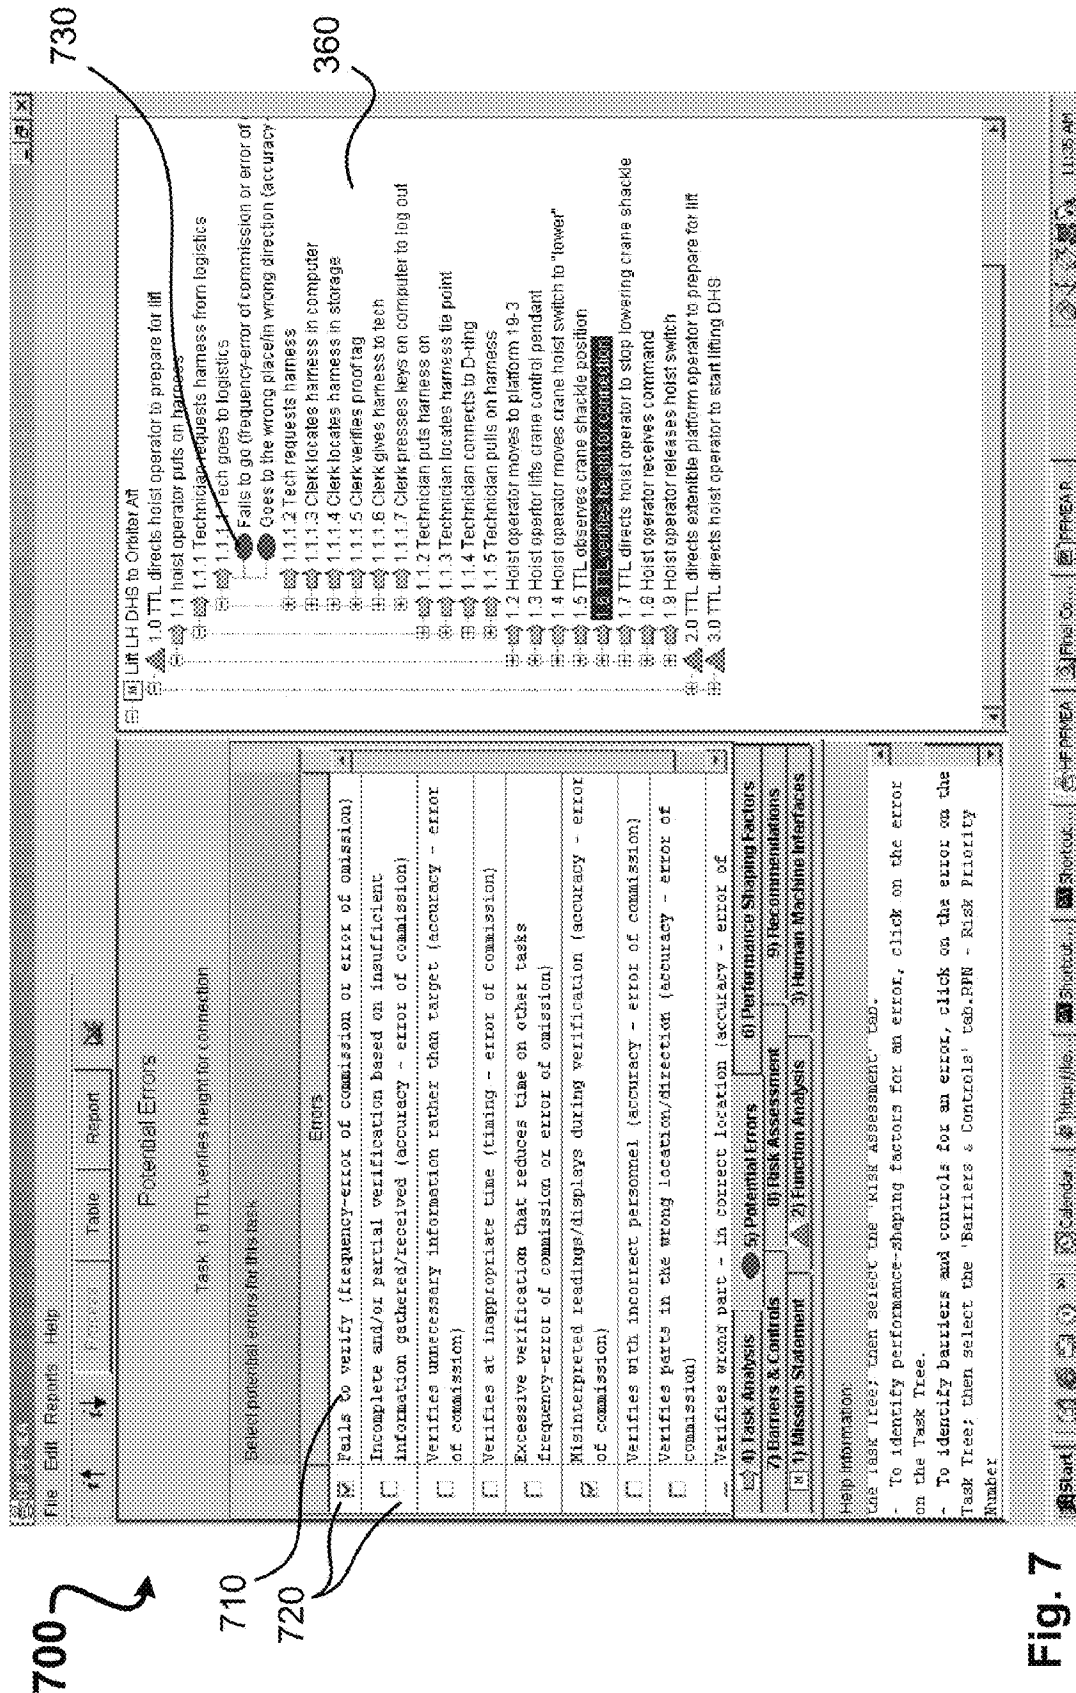 700
File Edit Reports Help
Table Report
Potential Errors
Task 1.6 TTL verifies height for connection
Select potential errors for this task
Errors
710
720
Fails to verify (frequency-error of commission or error of omission)
Incomplete and/or partial verification based on insufficient
information gathered/received (accuracy - error of commission)
Verifies unnecessary information rather than target (accuracy - error
of commission)
Verifies at inappropriate time (timing - error of commission)
Excessive verification that reduces time on other tasks
frequency-error of commission or error of omission)
Misinterpreted readings/displays during verification (accuracy - error
of commission)
Verifies with incorrect personnel (accuracy - error of commission)
Verifies parts in the wrong location/direction (accuracy - error of
commission)
Verifies wrong part - in correct location (accuracy - error of
4) Task Analysis 5) Potential Errors 6) Performance Shaping Factors
7) Barriers & Controls 8) Risk Assessment 9) Recommendations
M 1) Mission Statement 2) Function Analysis 3) Human-Machine Interfaces
Help Information:
the Task Tree; then select the 'Risk Assessment' tab.
- To identify performance-shaping factors for an error, click on the error
on the Task Tree.
- To identify barriers and controls for an error, click on the error on the
Task Tree; then select the 'Barriers & Controls' tab.RPN - Risk Priority
Number
730
360
M Lift LH DHS to Orbiter Aft
1.0 TTL directs hoist operator to prepare for lift
1.1 hoist operator puts on harness
1.1.1 Technician requests harness from logistics
1.1.1.1 Tech goes to logistics
Fails to go (frequency-error of commission or error of
Goes to the wrong place/in wrong direction (accuracy
1.1.1.2 Tech requests harness
1.1.1.3 Clerk locates harness in computer
1.1.1.4 Clerk locates harness in storage
1.1.1.5 Clerk verifies proof tag
1.1.1.6 Clerk gives harness to tech
1.1.1.7 Clerk presses keys on computer to log out
1.1.2 Technician puts harness on
1.1.3 Technician locates harness tie point
1.1.4 Technician connects to D-ring
1.1.5 Technician pulls on harness
1.2 Hoist operator moves to platform 19-3
1.3 Hoist opertor lifts crane control pendant
1.4 Hoist operator moves crane hoist switch to "lower"
1.5 TTL observes crane shackle position
1.6 TTL verifies height for connection
1.7 TTL directs hoist operator to stop lowering crane shackle
1.8 Hoist operator receives command
1.9 Hoist operator releases hoist switch
2.0 TTL directs extenible platform operator to prepare for lift
3.0 TTL directs hoist operator to start lifting DHS
Start Calendar http://file Shortcut... Shortcut... HF PFMEA Final Co... PFMEA R... 11:35 AM
Fig. 7